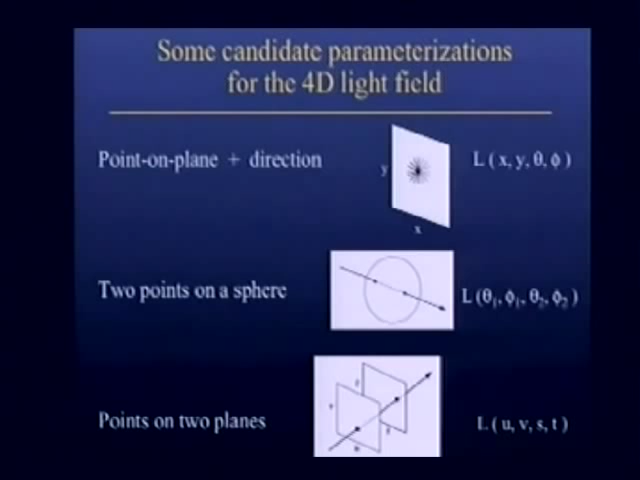 Some candidate parameterizations
for the 4D light field
Point-on-plane + direction
y
x
L ( x, y, θ, ϕ )
Two points on a sphere
L (θ₁, ϕ₁, θ₂, ϕ₂ )
Points on two planes
L ( u, v, s, t )